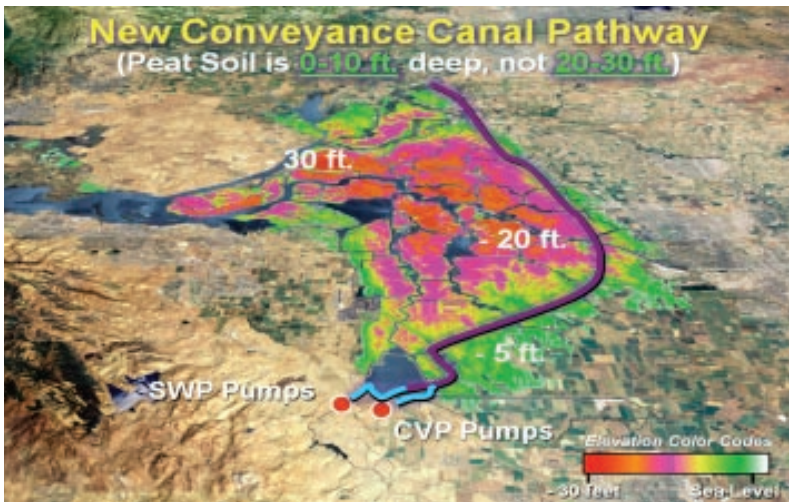 New Conveyance Canal Pathway
(Peat Soil is 0-10 ft. deep, not 20-30 ft.)
- 30 ft.
- 20 ft.
- 5 ft.
SWP Pumps
CVP Pumps
Elevation Color Codes
- 30 feet Sea Level